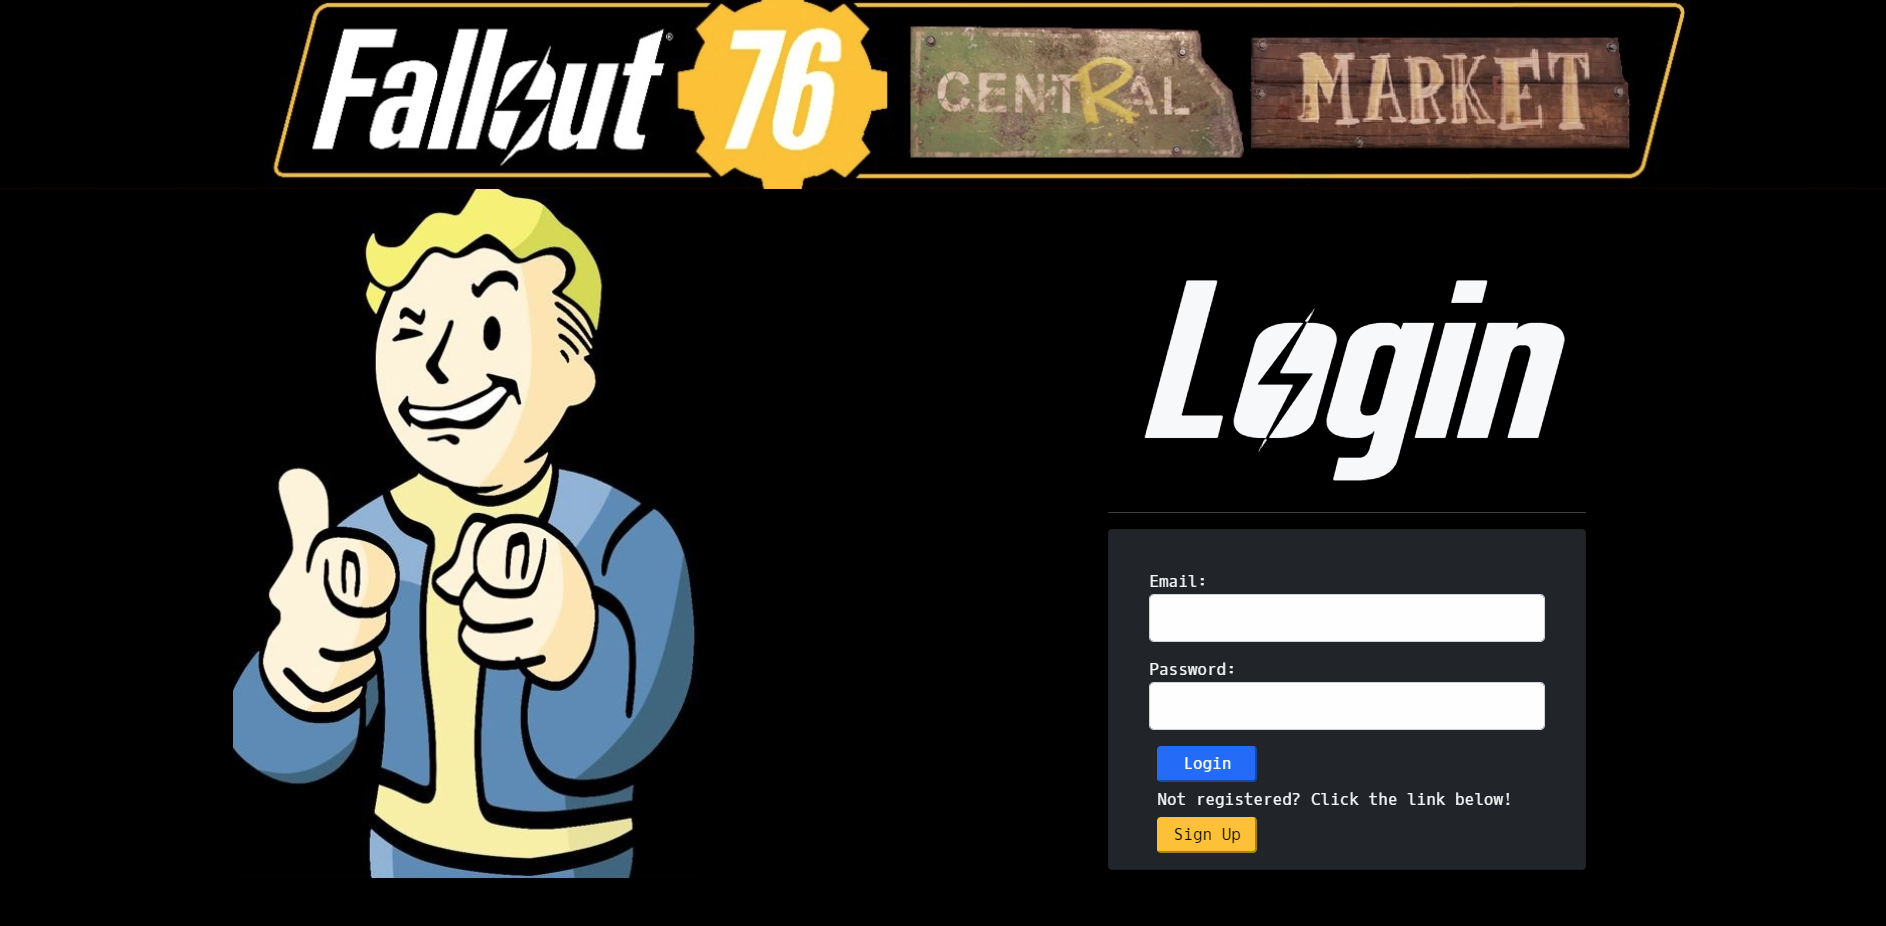 Fallout® 76 CENTRAL MARKET
Login
Email:
Password:
Login
Not registered? Click the link below!
Sign Up